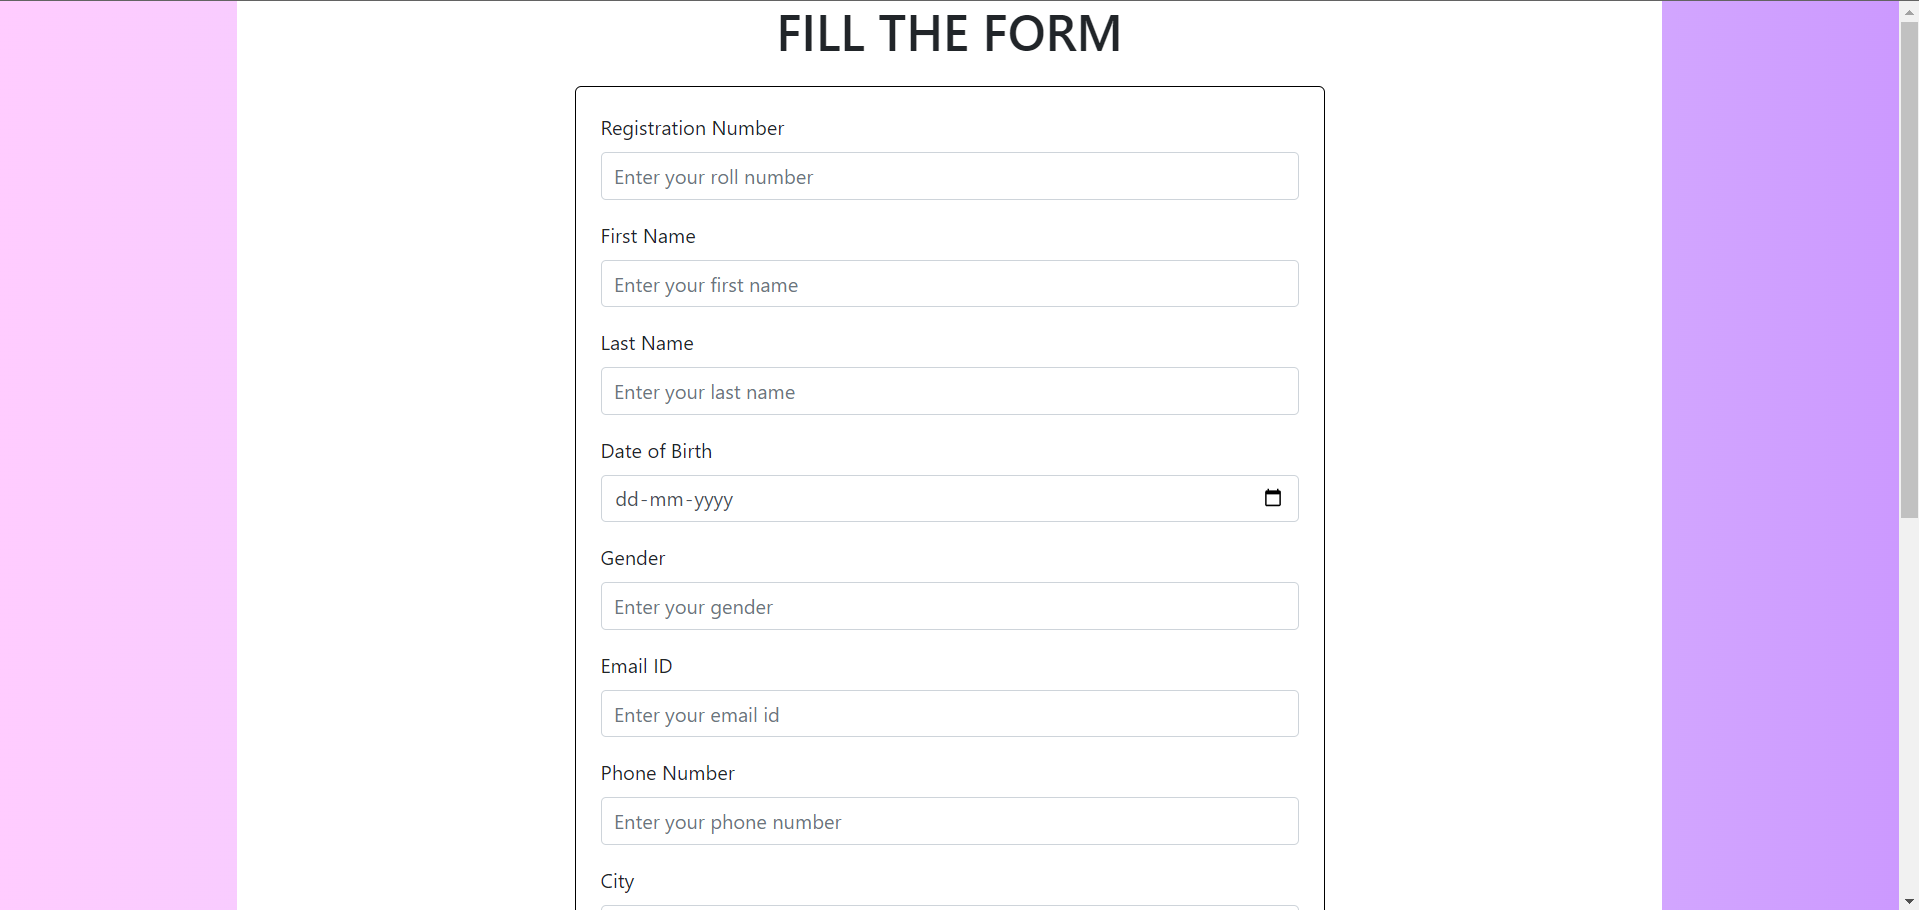 FILL THE FORM
Registration Number
Enter your roll number
First Name
Enter your first name
Last Name
Enter your last name
Date of Birth
dd-mm-yyyy
Gender
Enter your gender
Email ID
Enter your email id
Phone Number
Enter your phone number
City